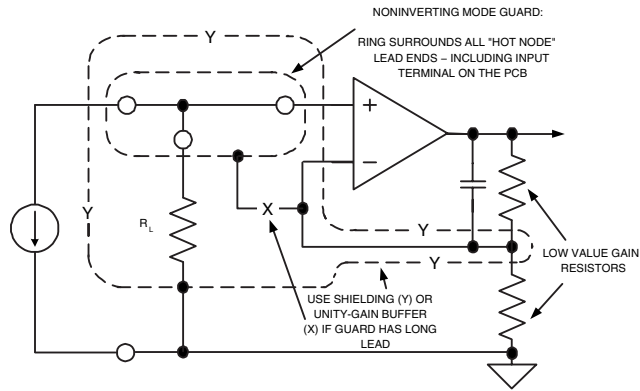 NONINVERTING MODE GUARD:
RING SURROUNDS ALL "HOT NODE"
LEAD ENDS – INCLUDING INPUT
TERMINAL ON THE PCB
Y
+
–
Y
X
RL
Y
Y
LOW VALUE GAIN
RESISTORS
USE SHIELDING (Y) OR
UNITY-GAIN BUFFER
(X) IF GUARD HAS LONG
LEAD